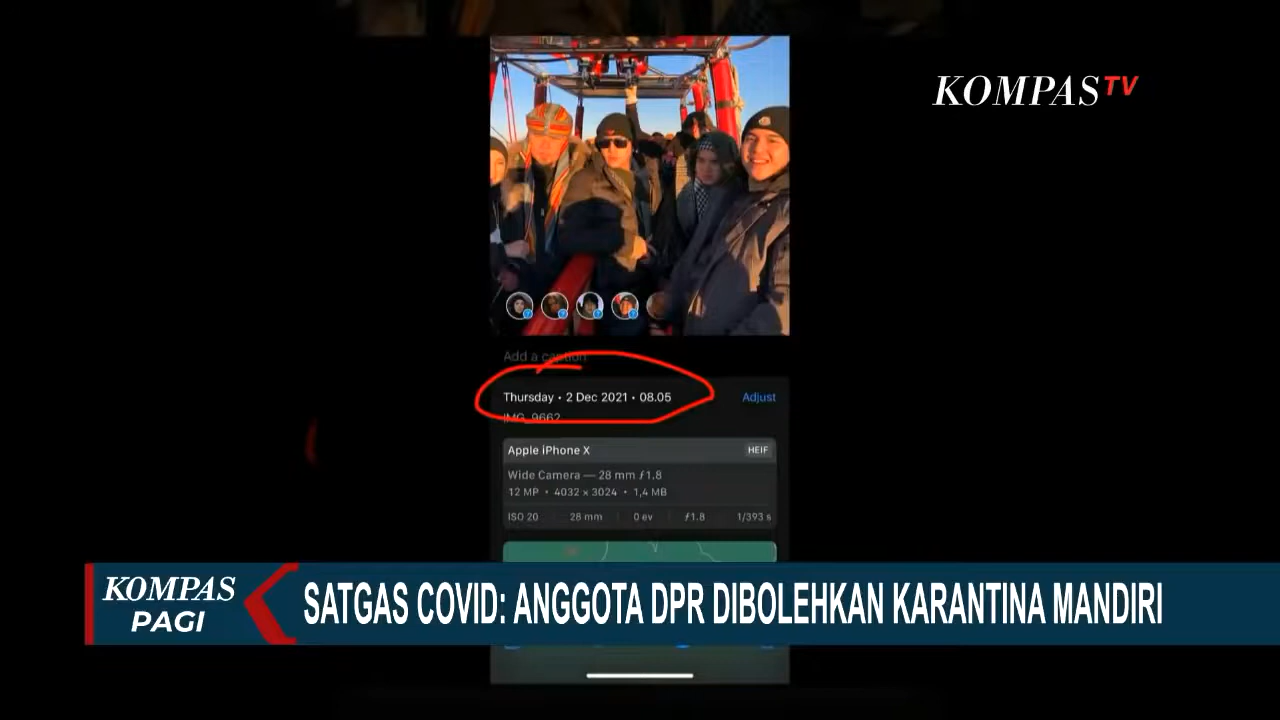 KOMPAS TV
Add a caption
Thursday • 2 Dec 2021 • 08.05
Adjust
IMG_9662
Apple iPhone X
HEIF
Wide Camera — 28 mm ƒ1.8
12 MP • 4032 × 3024 • 1,4 MB
ISO 20 28 mm 0 ev ƒ1.8 1/393 s
KOMPAS
PAGI
SATGAS COVID: ANGGOTA DPR DIBOLEHKAN KARANTINA MANDIRI